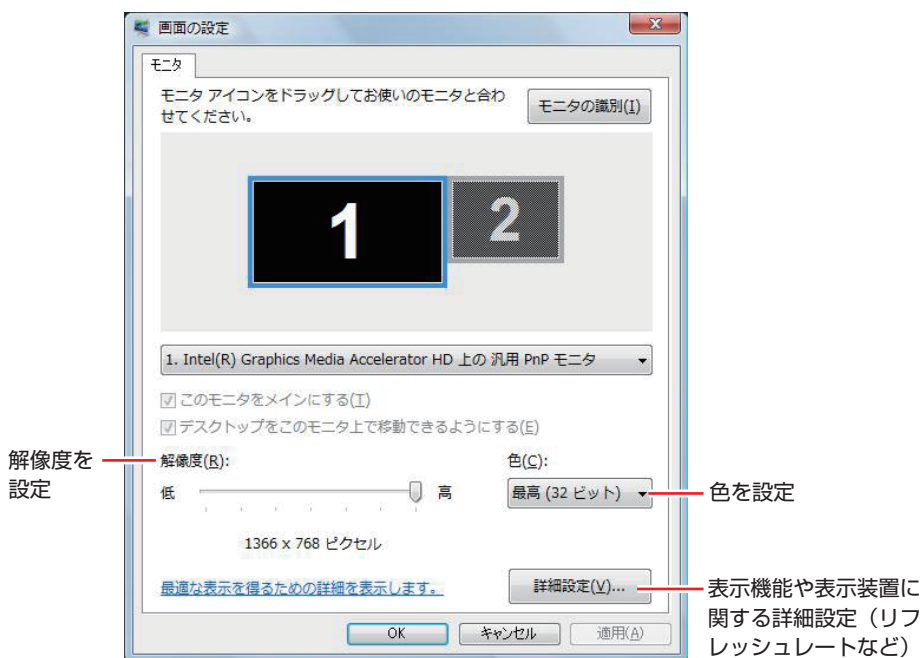 画面の設定
モニタ
モニタ アイコンをドラッグしてお使いのモニタと合わ
せてください。
モニタの識別(I)
1
2
1. Intel(R) Graphics Media Accelerator HD 上の 汎用 PnP モニタ
このモニタをメインにする(T)
デスクトップをこのモニタ上で移動できるようにする(E)
解像度を
設定
解像度(R):
低
高
1366 x 768 ピクセル
色(C):
最高 (32 ビット)
色を設定
最適な表示を得るための詳細を表示します。
詳細設定(V)...
表示機能や表示装置に
関する詳細設定（リフ
レッシュレートなど）
OK
キャンセル
適用(A)